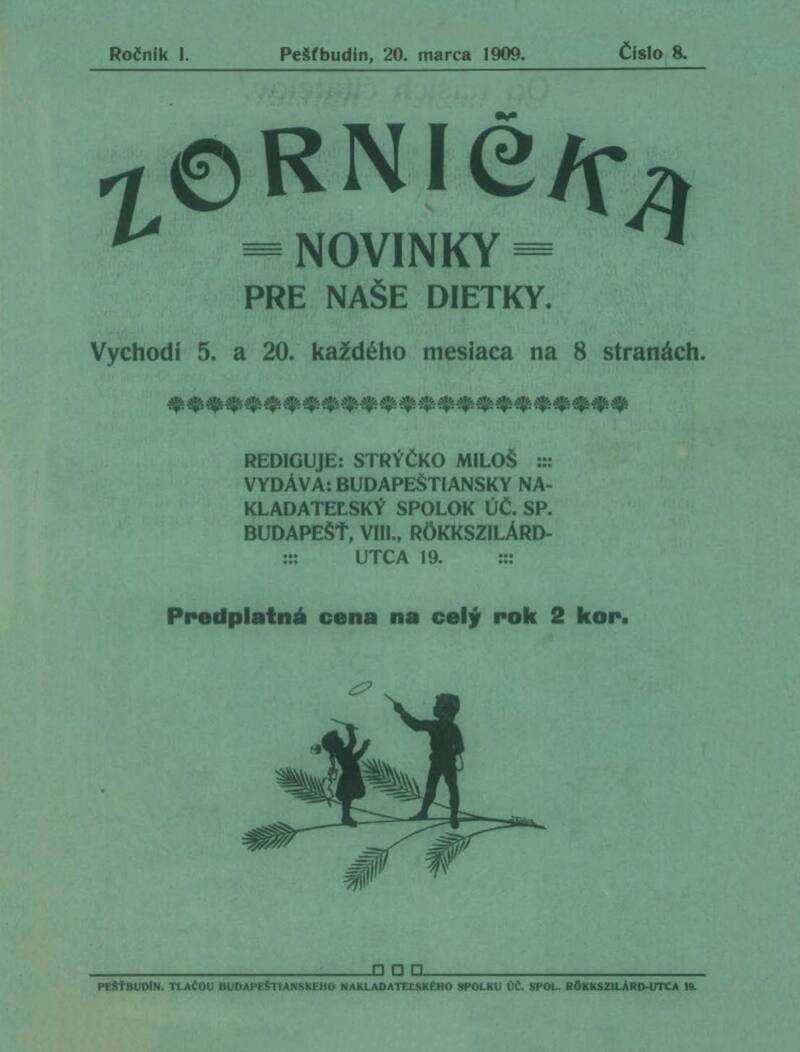 Ročník I.
Pešťbudín, 20. marca 1909.
Číslo 8.
ZORNIČKA
NOVINKY
PRE NAŠE DIETKY.
Vychodí 5. a 20. každého mesiaca na 8 stranách.
REDIGUJE: STRÝČKO MILOŠ :::
VYDÁVA: BUDAPEŠTIANSKY NA-
KLADATEĽSKÝ SPOLOK ÚČ. SP.
BUDAPEŠŤ, VIII., RÖKKSZILÁRD-
::: UTCA 19. :::
Predplatná cena na celý rok 2 kor.
PEŠŤBUDÍN. TLAČOU BUDAPEŠTIANSKEHO NAKLADATEĽSKÉHO SPOLKU ÚČ. SPOL. RÖKKSZILÁRD-UTCA 19.